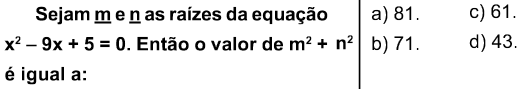 Sejam m e n as raízes da equação
x² – 9x + 5 = 0. Então o valor de m² + n²
é igual a:
a) 81. c) 61.
b) 71. d) 43.